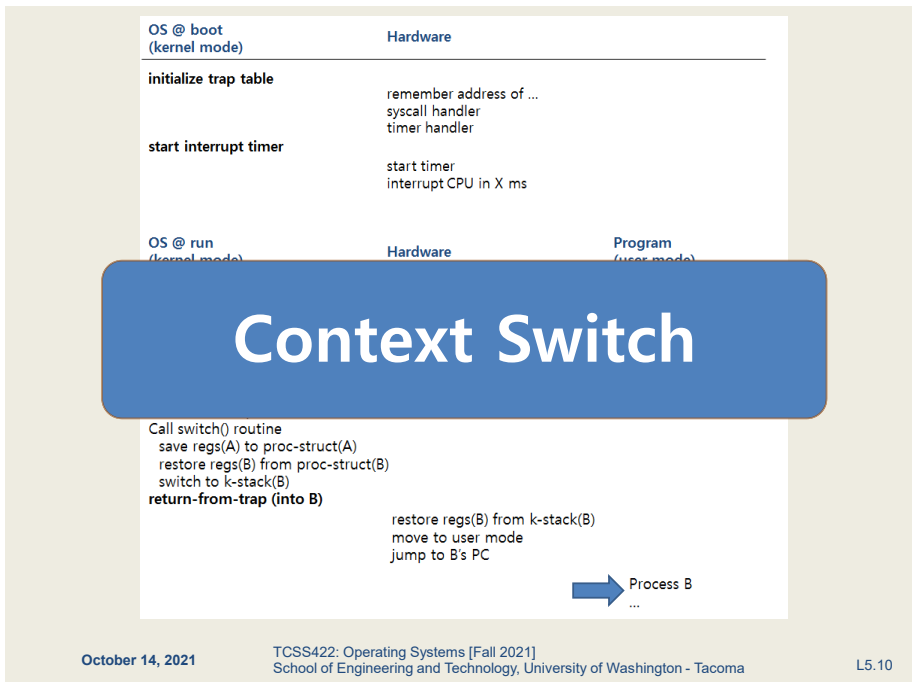 OS @ boot
(kernel mode)
Hardware
initialize trap table
remember address of ...
syscall handler
timer handler
start interrupt timer
start timer
interrupt CPU in X ms
OS @ run
(kernel mode)
Hardware
Program
(user mode)
Context Switch
Call switch() routine
save regs(A) to proc-struct(A)
restore regs(B) from proc-struct(B)
switch to k-stack(B)
return-from-trap (into B)
restore regs(B) from k-stack(B)
move to user mode
jump to B's PC
Process B
...
October 14, 2021
TCSS422: Operating Systems [Fall 2021]
School of Engineering and Technology, University of Washington - Tacoma
L5.10